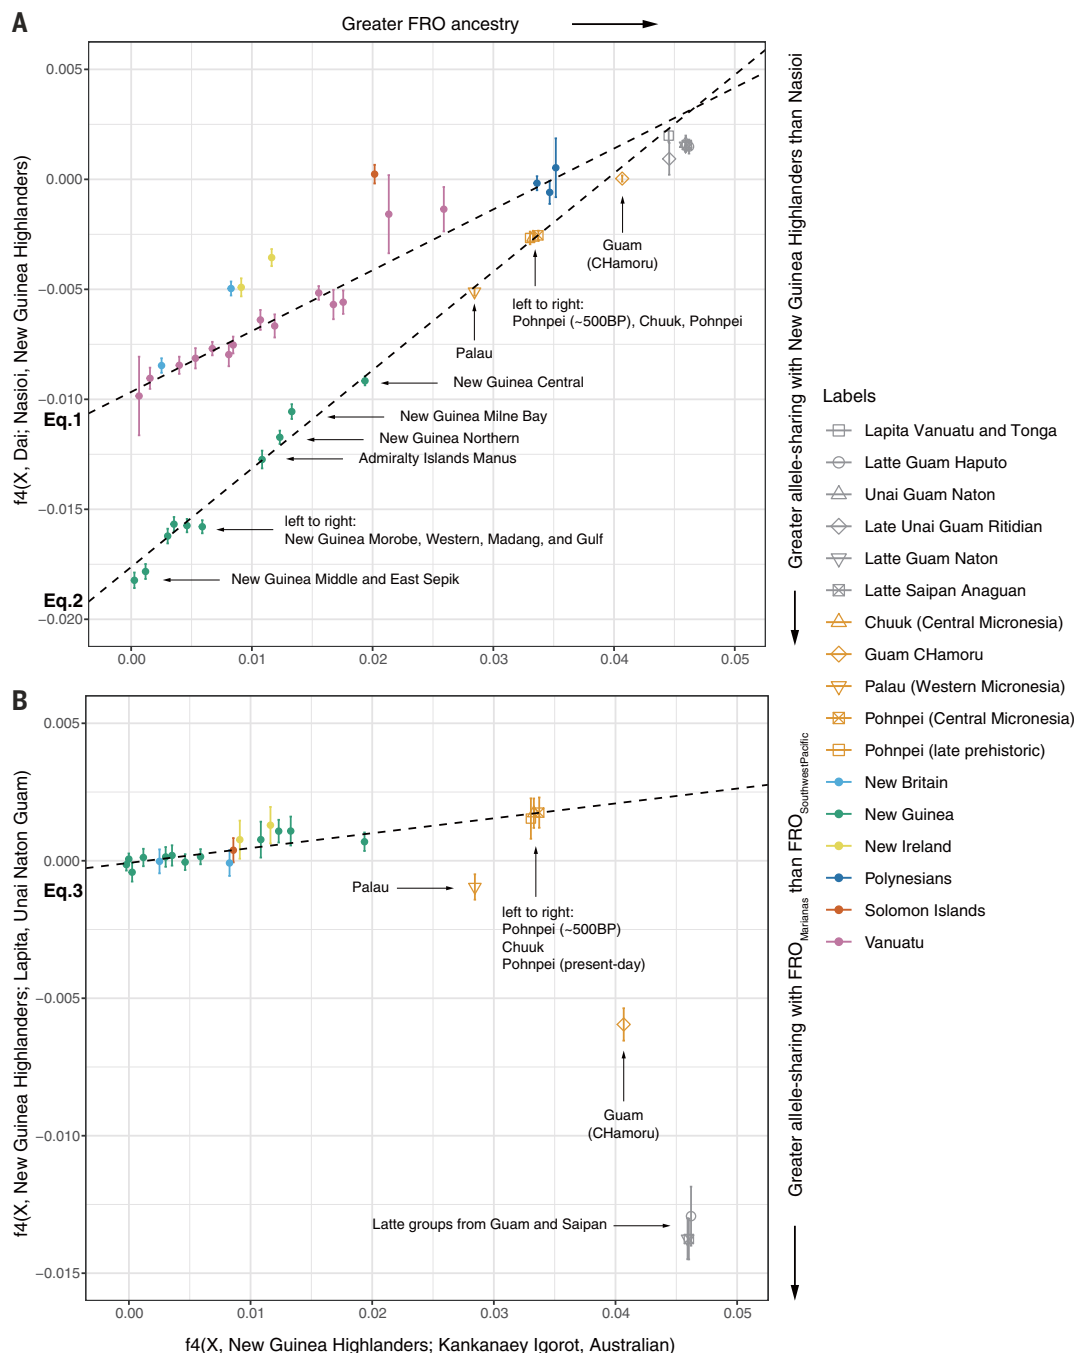 A
Greater FRO ancestry
f4(X, Dai; Nasioi, New Guinea Highlanders)
0.005
0.000
−0.005
−0.010
−0.015
−0.020
Eq.1
Eq.2
Guam
(CHamoru)
left to right:
Pohnpei (~500BP), Chuuk, Pohnpei
Palau
New Guinea Central
New Guinea Milne Bay
New Guinea Northern
Admiralty Islands Manus
left to right:
New Guinea Morobe, Western, Madang, and Gulf
New Guinea Middle and East Sepik
0.00
0.01
0.02
0.03
0.04
0.05
Greater allele-sharing with New Guinea Highlanders than Nasioi
B
f4(X, New Guinea Highlanders; Lapita, Unai Naton Guam)
0.005
0.000
−0.005
−0.010
−0.015
Eq.3
Palau
left to right:
Pohnpei (~500BP)
Chuuk
Pohnpei (present-day)
Guam
(CHamoru)
Latte groups from Guam and Saipan
0.00
0.01
0.02
0.03
0.04
0.05
f4(X, New Guinea Highlanders; Kankanaey Igorot, Australian)
Greater allele-sharing with FROMarianas than FROSouthwestPacific
Labels
Lapita Vanuatu and Tonga
Latte Guam Haputo
Unai Guam Naton
Late Unai Guam Ritidian
Latte Guam Naton
Latte Saipan Anaguan
Chuuk (Central Micronesia)
Guam CHamoru
Palau (Western Micronesia)
Pohnpei (Central Micronesia)
Pohnpei (late prehistoric)
New Britain
New Guinea
New Ireland
Polynesians
Solomon Islands
Vanuatu